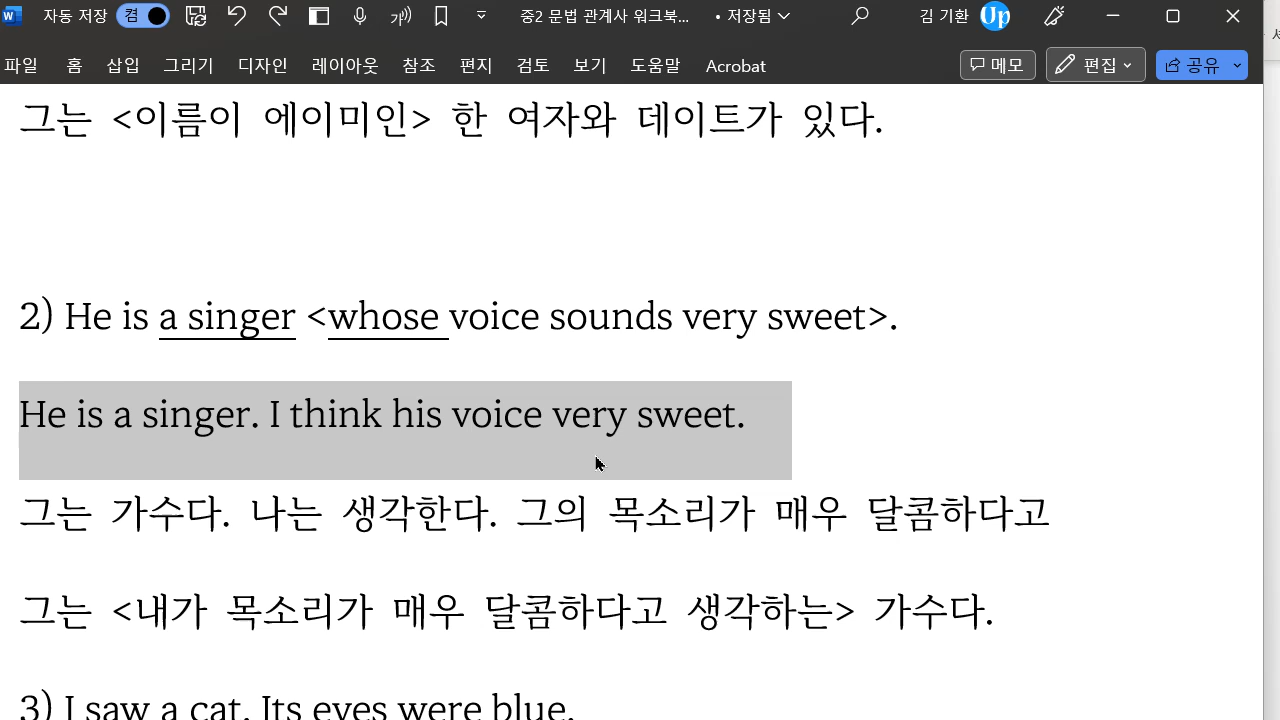 자동 저장 켬 가 중2 문법 관계사 워크북... • 저장됨 김 기환 Up
파일 홈 삽입 그리기 디자인 레이아웃 참조 편지 검토 보기 도움말 Acrobat 메모 편집 공유
그는 <이름이 에이미인> 한 여자와 데이트가 있다.
2) He is a singer <whose voice sounds very sweet>.
He is a singer. I think his voice very sweet.
그는 가수다. 나는 생각한다. 그의 목소리가 매우 달콤하다고
그는 <내가 목소리가 매우 달콤하다고 생각하는> 가수다.
3) I saw a cat. Its eyes were blue.